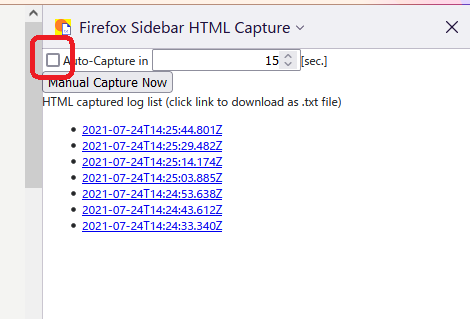 Firefox Sidebar HTML Capture
Auto-Capture in 15 [sec.]
Manual Capture Now
HTML captured log list (click link to download as .txt file)
2021-07-24T14:25:44.801Z
2021-07-24T14:25:29.482Z
2021-07-24T14:25:14.174Z
2021-07-24T14:25:03.885Z
2021-07-24T14:24:53.638Z
2021-07-24T14:24:43.612Z
2021-07-24T14:24:33.340Z